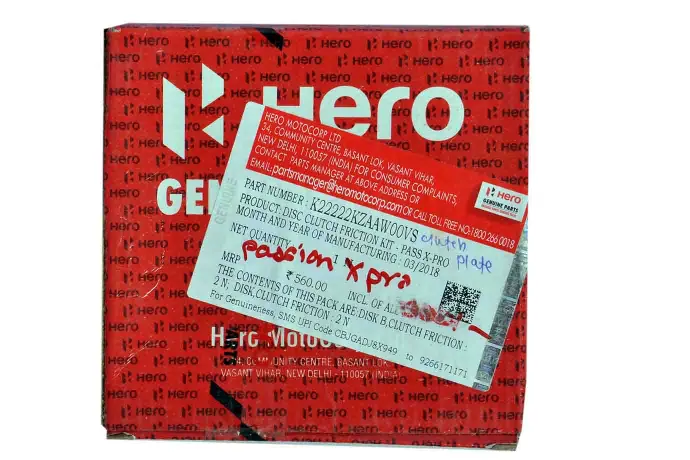 Hero
GEN
GENUINE
HERO MOTOCORP LTD
34, COMMUNITY CENTRE, BASANT LOK, VASANT VIHAR,
NEW DELHI, 110057 (INDIA) FOR CONSUMER COMPLAINTS,
CONTACT PARTS MANAGER AT ABOVE ADDRESS OR
EMAIL:partsmanager@heromotocorp.com OR CALL TOLL FREE NO:1800 266 0018
Hero
GENUINE PARTS
PART NUMBER : K22222KZAAW00VS
PRODUCT: DISC CLUTCH FRICTION KIT - PASS X-PRO
clutch
plate
MONTH AND YEAR OF MANUFACTURING : 03/2018
NET QUANTITY
passion x pro
MRP ₹560.00 INCL OF ALL
THE CONTENTS OF THIS PACK ARE:DISK B,CLUTCH FRICTION :
2 N, DISK,CLUTCH FRICTION : 2 N
For Genuineness, SMS UPI Code CBJGADJ8X949 to 9266171171
PARTS
Hero MotoCo
34, UNITY CENTRE, BASANT LOK
VASANT VIHAR, NEW DELHI - 110057 INDIA